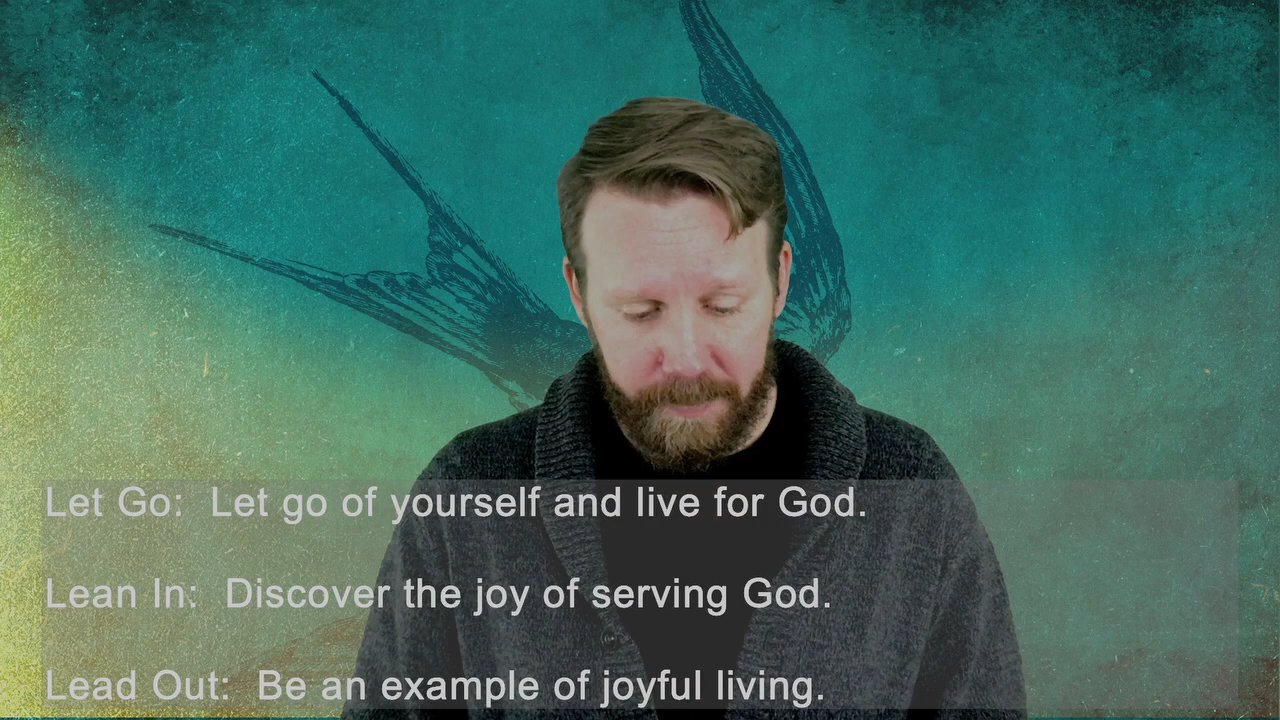 Let Go:  Let go of yourself and live for God.
Lean In:  Discover the joy of serving God.
Lead Out:  Be an example of joyful living.